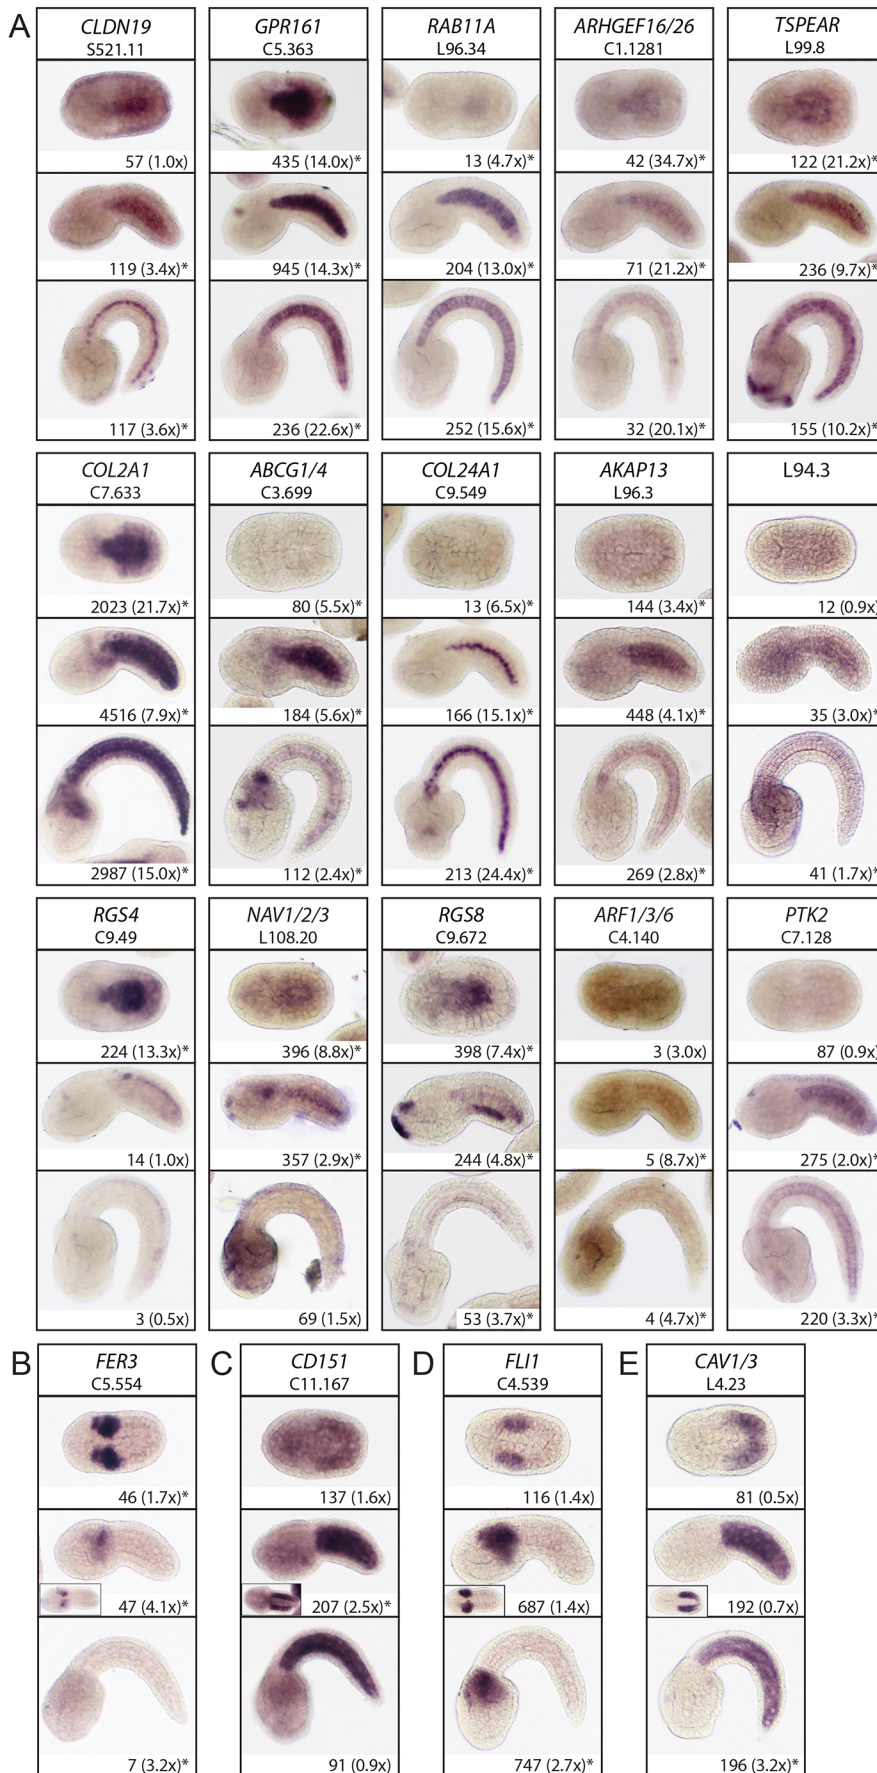 A
CLDN19
S521.11
57 (1.0x)
119 (3.4x)*
117 (3.6x)*
GPR161
C5.363
435 (14.0x)*
945 (14.3x)*
236 (22.6x)*
RAB11A
L96.34
13 (4.7x)*
204 (13.0x)*
252 (15.6x)*
ARHGEF16/26
C1.1281
42 (34.7x)*
71 (21.2x)*
32 (20.1x)*
TSPEAR
L99.8
122 (21.2x)*
236 (9.7x)*
155 (10.2x)*
COL2A1
C7.633
2023 (21.7x)*
4516 (7.9x)*
2987 (15.0x)*
ABCG1/4
C3.699
80 (5.5x)*
184 (5.6x)*
112 (2.4x)*
COL24A1
C9.549
13 (6.5x)*
166 (15.1x)*
213 (24.4x)*
AKAP13
L96.3
144 (3.4x)*
448 (4.1x)*
269 (2.8x)*
L94.3
12 (0.9x)
35 (3.0x)*
41 (1.7x)*
RGS4
C9.49
224 (13.3x)*
14 (1.0x)
3 (0.5x)
NAV1/2/3
L108.20
396 (8.8x)*
357 (2.9x)*
69 (1.5x)
RGS8
C9.672
398 (7.4x)*
244 (4.8x)*
53 (3.7x)*
ARF1/3/6
C4.140
3 (3.0x)
5 (8.7x)*
4 (4.7x)*
PTK2
C7.128
87 (0.9x)
275 (2.0x)*
220 (3.3x)*
B
FER3
C5.554
46 (1.7x)*
47 (4.1x)*
7 (3.2x)*
C
CD151
C11.167
137 (1.6x)
207 (2.5x)*
91 (0.9x)
D
FLI1
C4.539
116 (1.4x)
687 (1.4x)
747 (2.7x)*
E
CAV1/3
L4.23
81 (0.5x)
192 (0.7x)
196 (3.2x)*